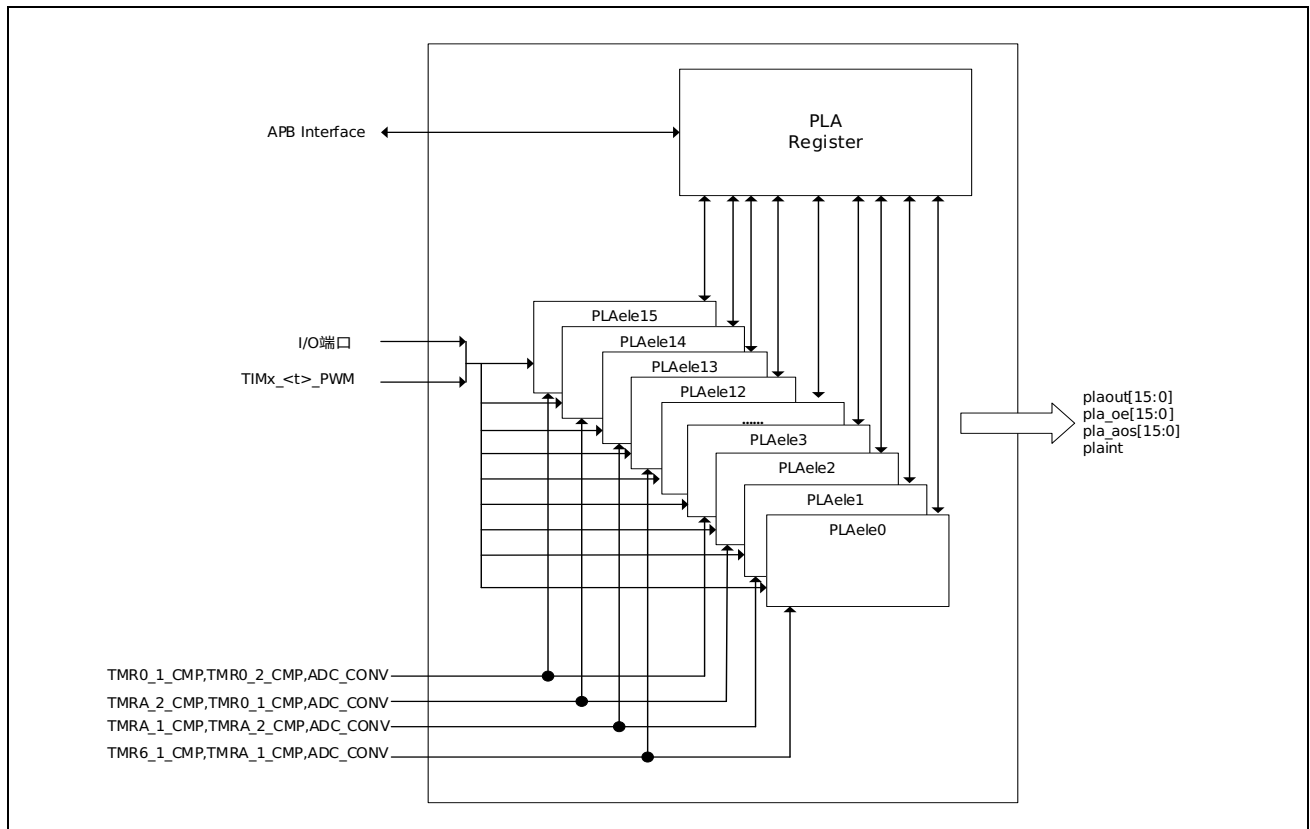 PLA
Register
APB Interface
PLAele15
I/O端口
PLAele14
PLAele13
TIMx_<t>_PWM
PLAele12
......
PLAele3
PLAele2
PLAele1
PLAele0
plaout[15:0]
pla_oe[15:0]
pla_aos[15:0]
plaint
TMR0_1_CMP,TMR0_2_CMP,ADC_CONV
TMRA_2_CMP,TMR0_1_CMP,ADC_CONV
TMRA_1_CMP,TMRA_2_CMP,ADC_CONV
TMR6_1_CMP,TMRA_1_CMP,ADC_CONV